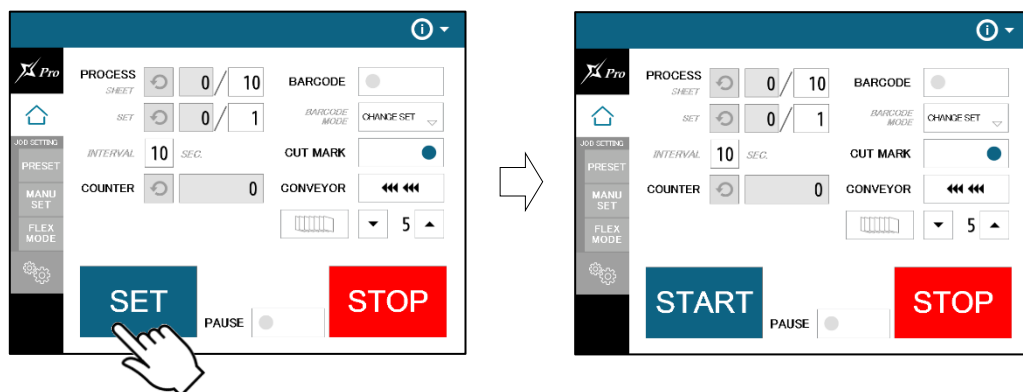 Pro
PROCESS 0 / 10 BARCODE
SHEET
SET 0 / 1 BARCODE MODE CHANGE SET
JOB SETTING
INTERVAL 10 SEC. CUT MARK
PRESET
COUNTER 0 CONVEYOR
MANU SET
FLEX MODE
5
SET PAUSE STOP
Pro
PROCESS 0 / 10 BARCODE
SHEET
SET 0 / 1 BARCODE MODE CHANGE SET
JOB SETTING
INTERVAL 10 SEC. CUT MARK
PRESET
COUNTER 0 CONVEYOR
MANU SET
FLEX MODE
5
START PAUSE STOP